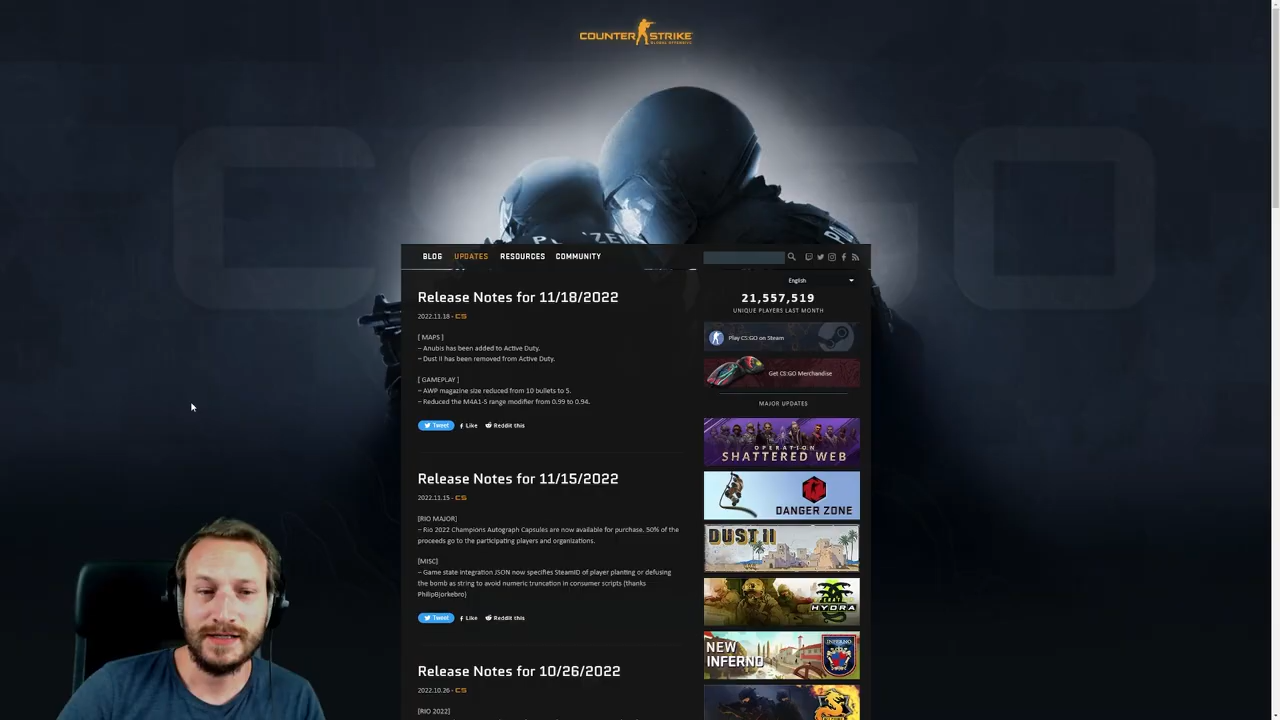 COUNTER STRIKE
GLOBAL OFFENSIVE
CS:GO
POLIZEI
BLOG UPDATES RESOURCES COMMUNITY
Release Notes for 11/18/2022
2022.11.18 - CS
[ MAPS ]
– Anubis has been added to Active Duty.
– Dust II has been removed from Active Duty.
[ GAMEPLAY ]
– AWP magazine size reduced from 10 bullets to 5.
– Reduced the M4A1-S range modifier from 0.99 to 0.94.
Tweet Like Reddit this
Release Notes for 11/15/2022
2022.11.15 - CS
[RIO MAJOR]
– Rio 2022 Champions Autograph Capsules are now available for purchase. 50% of the
proceeds go to the participating players and organizations.
[MISC]
– Game state integration JSON now specifies SteamID of player planting or defusing
the bomb as string to avoid numeric truncation in consumer scripts (thanks
PhilipBjorkebro)
Tweet Like Reddit this
Release Notes for 10/26/2022
2022.10.26 - CS
[RIO 2022]
English
21,557,519
UNIQUE PLAYERS LAST MONTH
Play CS:GO on Steam
Get CS:GO Merchandise
MAJOR UPDATES
OPERATION
SHATTERED WEB
DANGER ZONE
DUST II
HYDRA
NEW
INFERNO
INFERNO